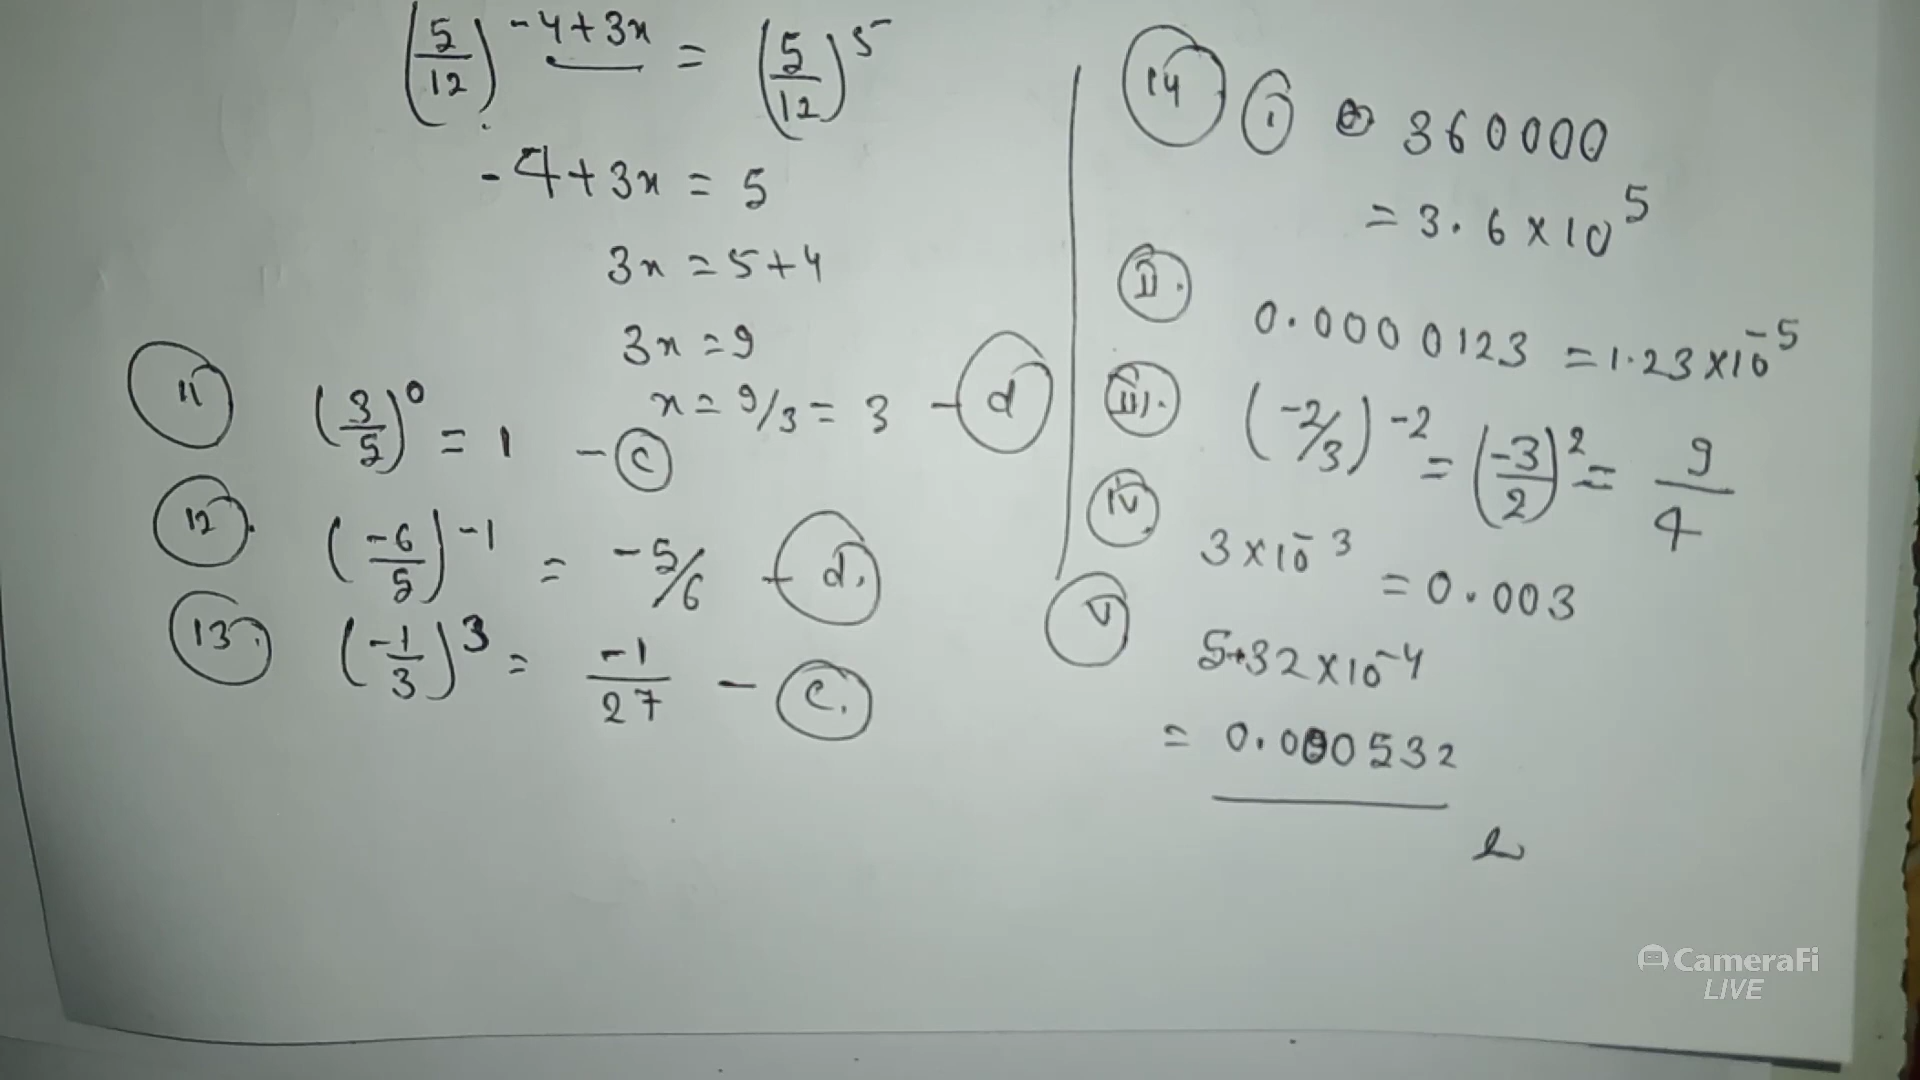 (5/12)^-4+3x = (5/12)^5
-4+3x = 5
3x = 5+4
3x = 9
x = 9/3 = 3 - d
11 (3/5)^0 = 1 - c
12. (-6/5)^-1 = -5/6 - d.
13. (-1/3)^3 = -1/27 - c.
14 i 360000
= 3.6 × 10^5
II. 0.0000123 = 1.23×10^-5
III. (-2/3)^-2 = (-3/2)^2 = 9/4
IV 3×10^-3 = 0.003
V 5.32×10^-4
= 0.000532
CameraFi
LIVE